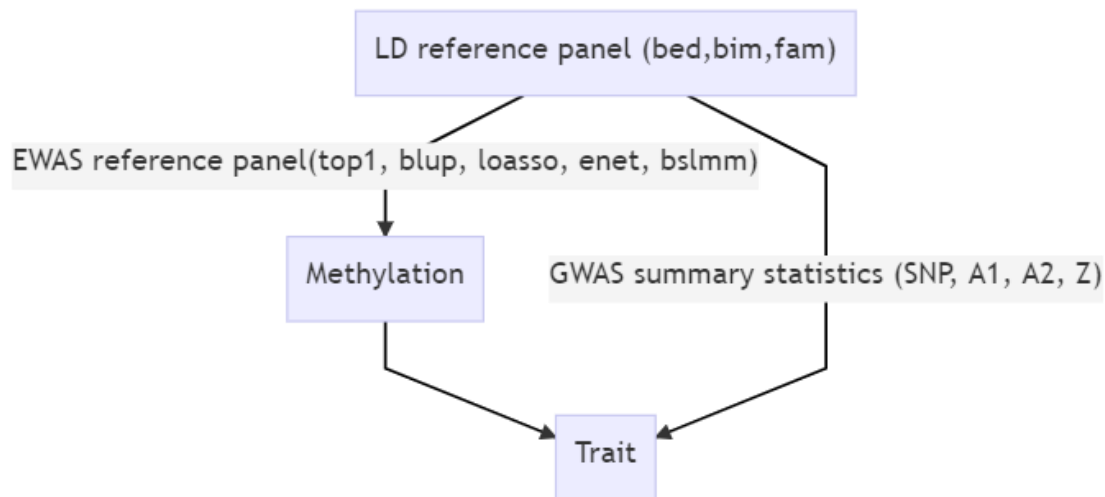 LD reference panel (bed,bim,fam)
EWAS reference panel(top1, blup, loasso, enet, bslmm)
Methylation
GWAS summary statistics (SNP, A1, A2, Z)
Trait